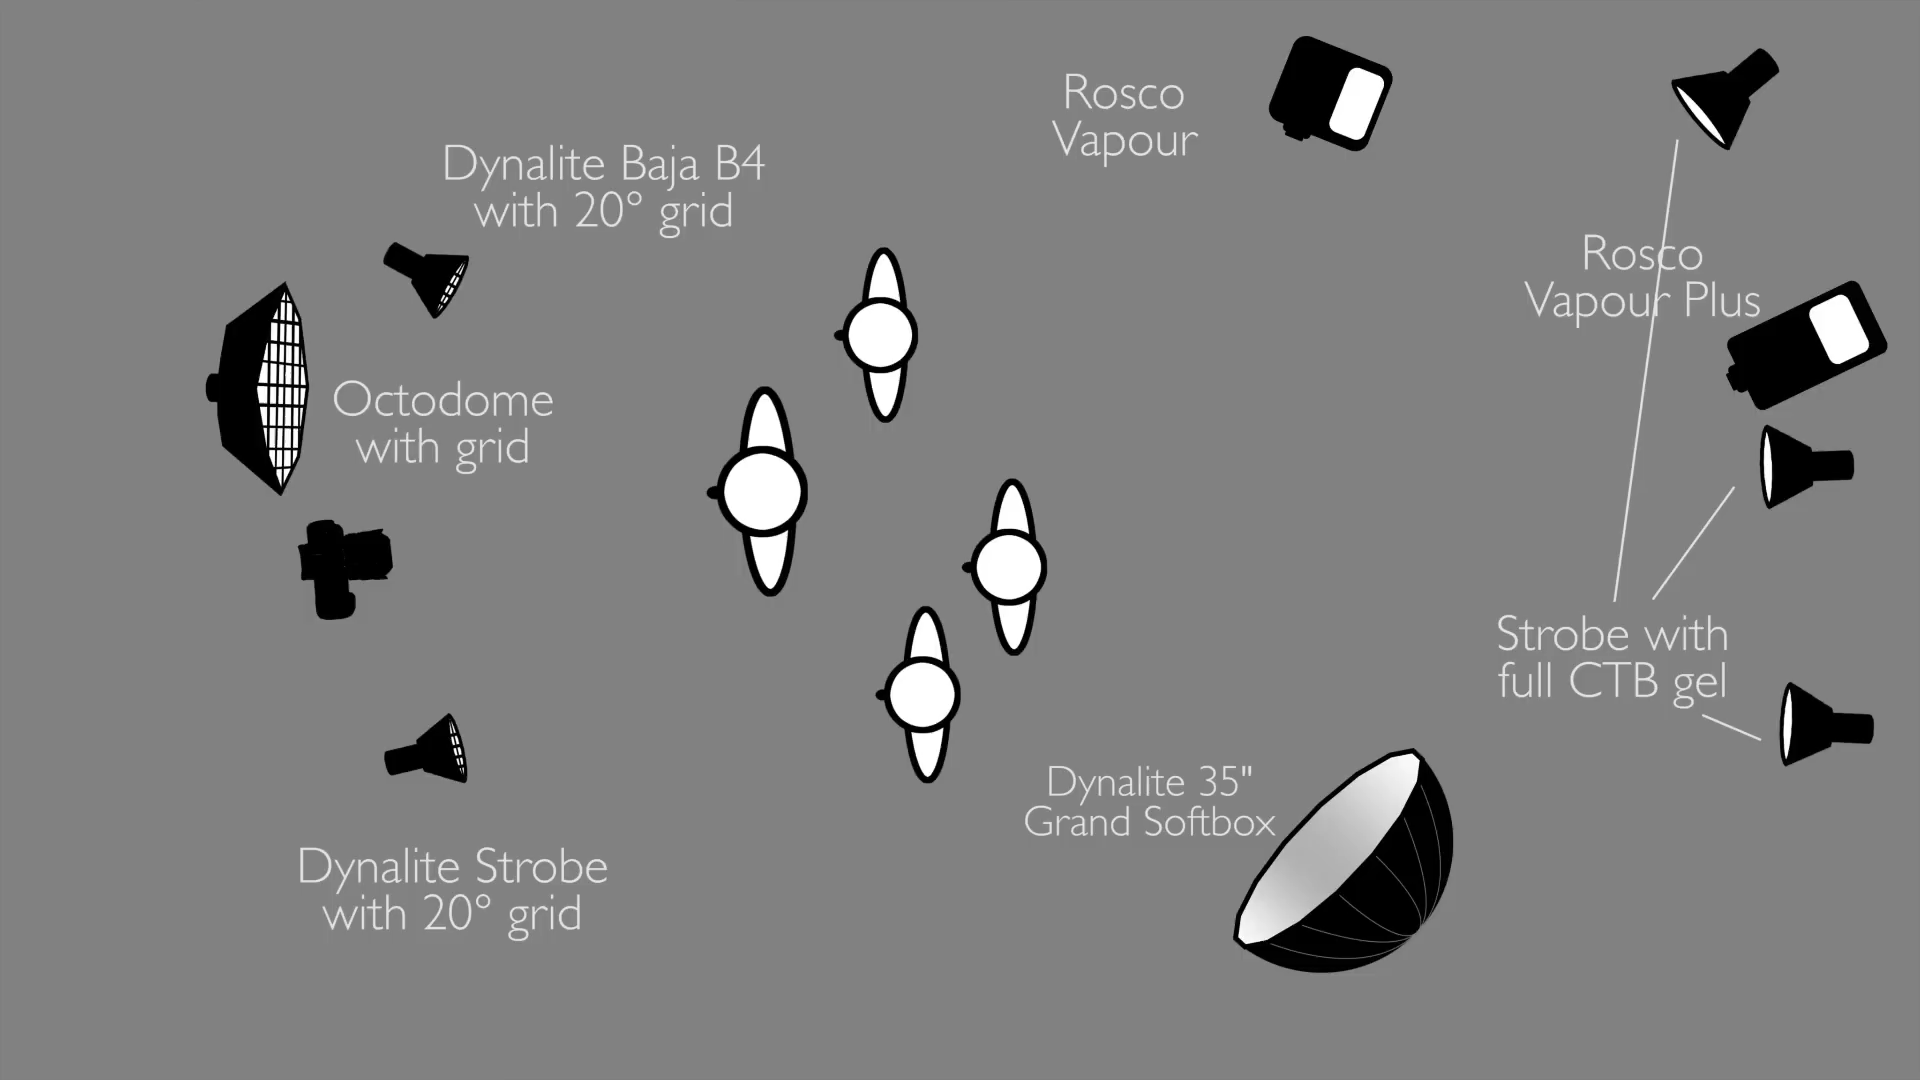 Rosco
Vapour
Dynalite Baja B4
with 20° grid
Rosco
Vapour Plus
Octodome
with grid
Strobe with
full CTB gel
Dynalite 35"
Grand Softbox
Dynalite Strobe
with 20° grid